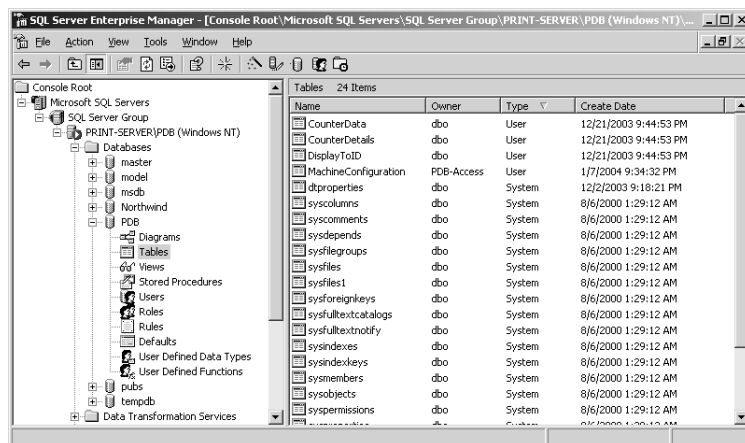 SQL Server Enterprise Manager - [Console Root\Microsoft SQL Servers\SQL Server Group\PRINT-SERVER\PDB (Windows NT)\...
File Action View Tools Window Help
Console Root
Microsoft SQL Servers
SQL Server Group
PRINT-SERVER\PDB (Windows NT)
Databases
master
model
msdb
Northwind
PDB
Diagrams
Tables
Views
Stored Procedures
Users
Roles
Rules
Defaults
User Defined Data Types
User Defined Functions
pubs
tempdb
Data Transformation Services
Tables 24 Items
Name Owner Type Create Date
CounterData dbo User 12/21/2003 9:44:53 PM
CounterDetails dbo User 12/21/2003 9:44:53 PM
DisplayToID dbo User 12/21/2003 9:44:53 PM
MachineConfiguration PDB-Access User 1/7/2004 9:34:32 PM
dtproperties dbo System 12/2/2003 9:18:21 PM
syscolumns dbo System 8/6/2000 1:29:12 AM
syscomments dbo System 8/6/2000 1:29:12 AM
sysdepends dbo System 8/6/2000 1:29:12 AM
sysfilegroups dbo System 8/6/2000 1:29:12 AM
sysfiles dbo System 8/6/2000 1:29:12 AM
sysfiles1 dbo System 8/6/2000 1:29:12 AM
sysforeignkeys dbo System 8/6/2000 1:29:12 AM
sysfulltextcatalogs dbo System 8/6/2000 1:29:12 AM
sysfulltextnotify dbo System 8/6/2000 1:29:12 AM
sysindexes dbo System 8/6/2000 1:29:12 AM
sysindexkeys dbo System 8/6/2000 1:29:12 AM
sysmembers dbo System 8/6/2000 1:29:12 AM
sysobjects dbo System 8/6/2000 1:29:12 AM
syspermissions dbo System 8/6/2000 1:29:12 AM